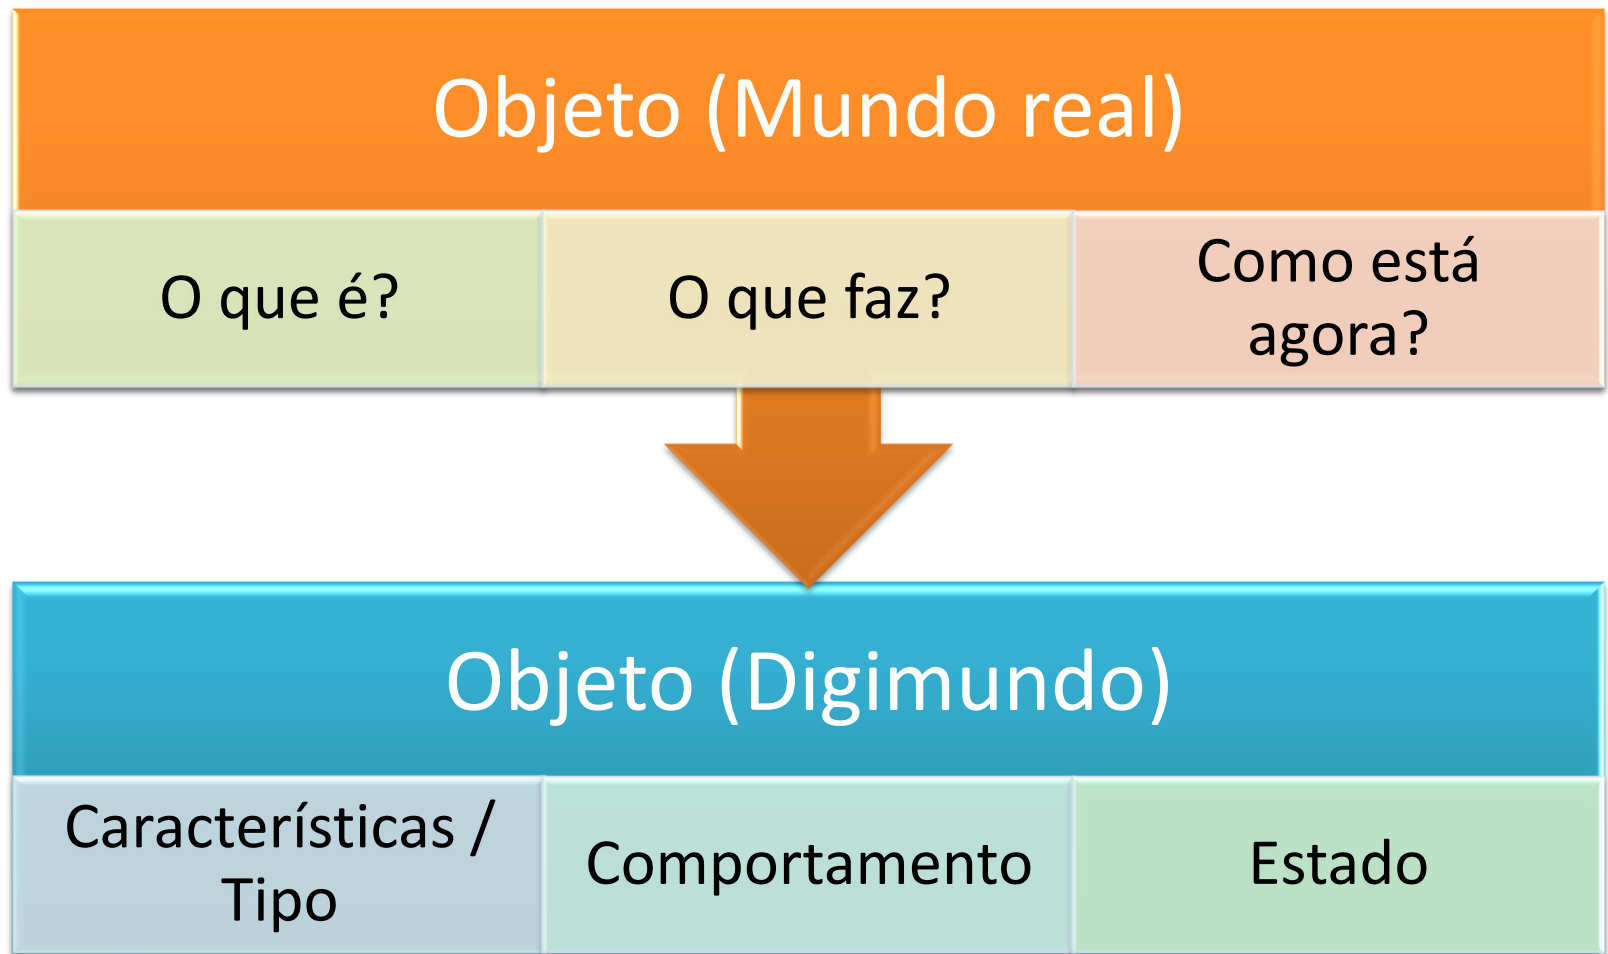 Objeto (Mundo real)
O que é?
O que faz?
Como está
agora?
Objeto (Digimundo)
Características /
Tipo
Comportamento
Estado